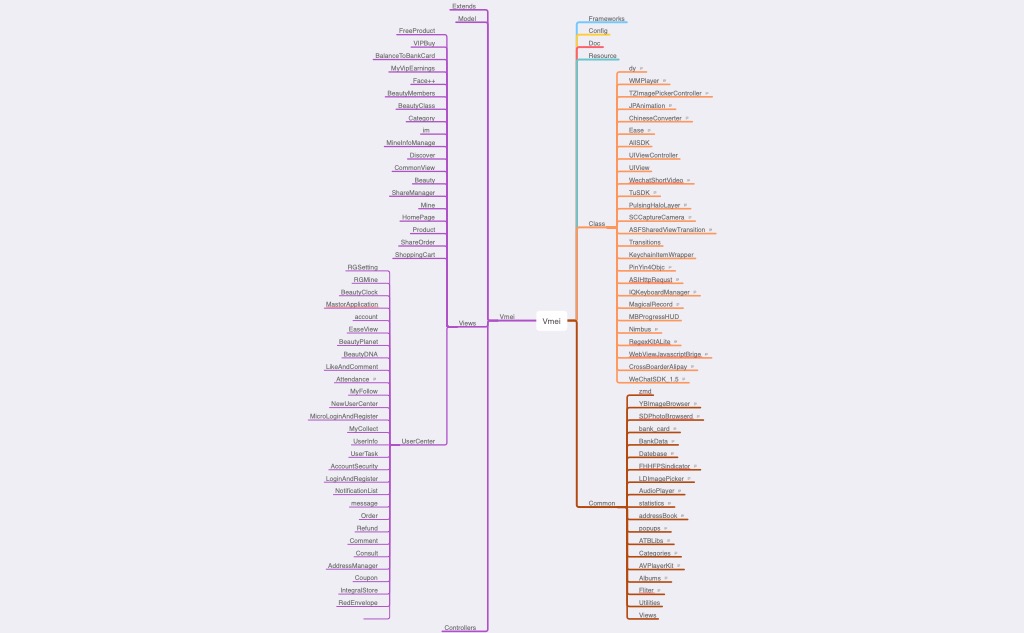 Extends
Model
FreeProduct
VIPBuy
BalanceToBankCard
MyVipEarnings
Face++
BeautyMembers
BeautyClass
Category
im
MineInfoManage
Discover
CommonView
Beauty
ShareManager
Mine
HomePage
Product
ShareOrder
ShoppingCart
RGSetting
RGMine
BeautyClock
MastorApplication
account
EaseView
BeautyPlanet
BeautyDNA
LikeAndComment
Attendance
MyFollow
NewUserCenter
MicroLoginAndRegister
MyCollect
UserInfo
UserTask
AccountSecurity
LoginAndRegister
NotificationList
message
Order
Refund
Comment
Consult
AddressManager
Coupon
IntegralStore
RedEnvelope
UserCenter
Views
Controllers
Vmei
Vmei
Frameworks
Config
Doc
Resource
Class
dy
WMPlayer
TZImagePickerController
JPAnimation
ChineseConverter
Ease
AliSDK
UIViewController
UIView
WechatShortVideo
TuSDK
PulsingHaloLayer
SCCaptureCamera
ASFSharedViewTransition
Transitions
KeychainItemWrapper
PinYin4Objc
ASIHttpRequst
IQKeyboardManager
MagicalRecord
MBProgressHUD
Nimbus
RegexKitALite
WebViewJavascriptBrige
CrossBoarderAlipay
WeChatSDK_1.5
Common
zmd
YBImageBrowser
SDPhotoBrowserd
bank_card
BankData
Datebase
FHHFPSindicator
LDImagePicker
AudioPlayer
statistics
addressBook
popups
ATBLibs
Categories
AVPlayerKit
Albums
Fliter
Utilities
Views